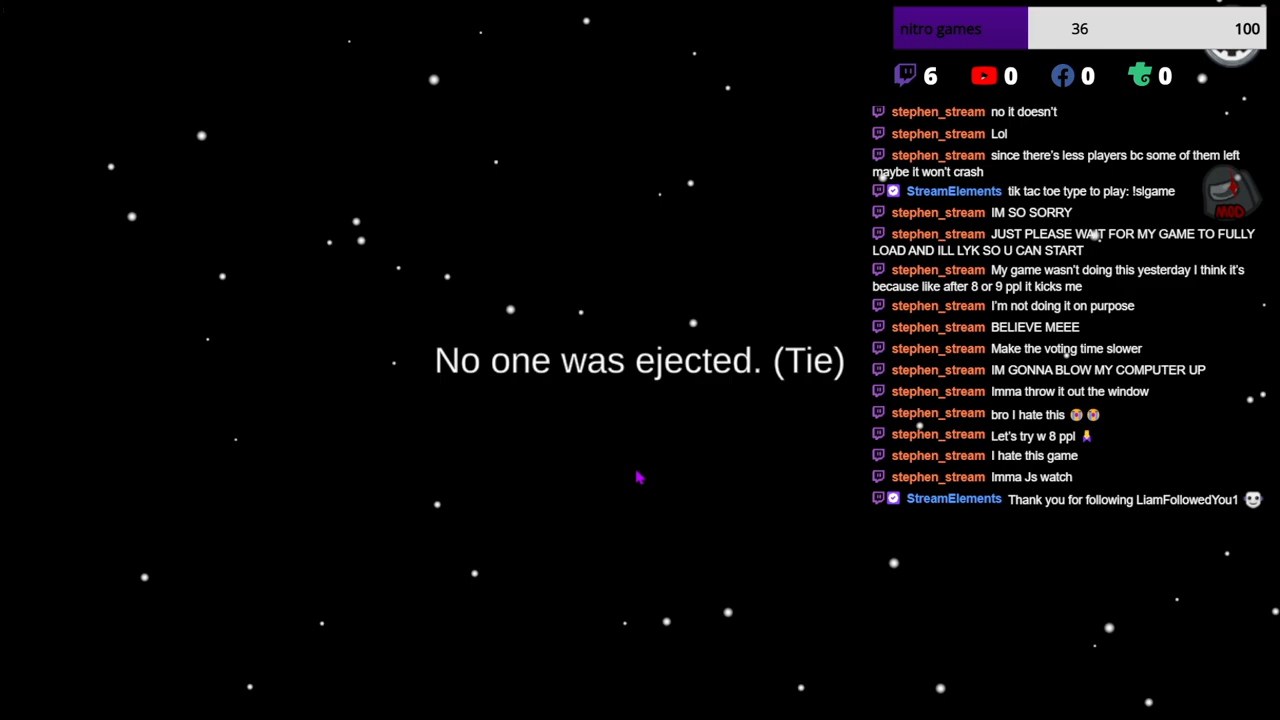 nitro games 36 100
6 0 0 0
stephen_stream no it doesn't
stephen_stream Lol
stephen_stream since there's less players bc some of them left
maybe it won't crash
StreamElements tik tac toe type to play: !slgame
MOD
stephen_stream IM SO SORRY
stephen_stream JUST PLEASE WAIT FOR MY GAME TO FULLY
LOAD AND ILL LYK SO U CAN START
stephen_stream My game wasn't doing this yesterday I think it's
because like after 8 or 9 ppl it kicks me
stephen_stream I'm not doing it on purpose
stephen_stream BELIEVE MEEE
stephen_stream Make the voting time slower
stephen_stream IM GONNA BLOW MY COMPUTER UP
stephen_stream Imma throw it out the window
stephen_stream bro I hate this
stephen_stream Let's try w 8 ppl
stephen_stream I hate this game
stephen_stream Imma Js watch
StreamElements Thank you for following LiamFollowedYou1
No one was ejected. (Tie)